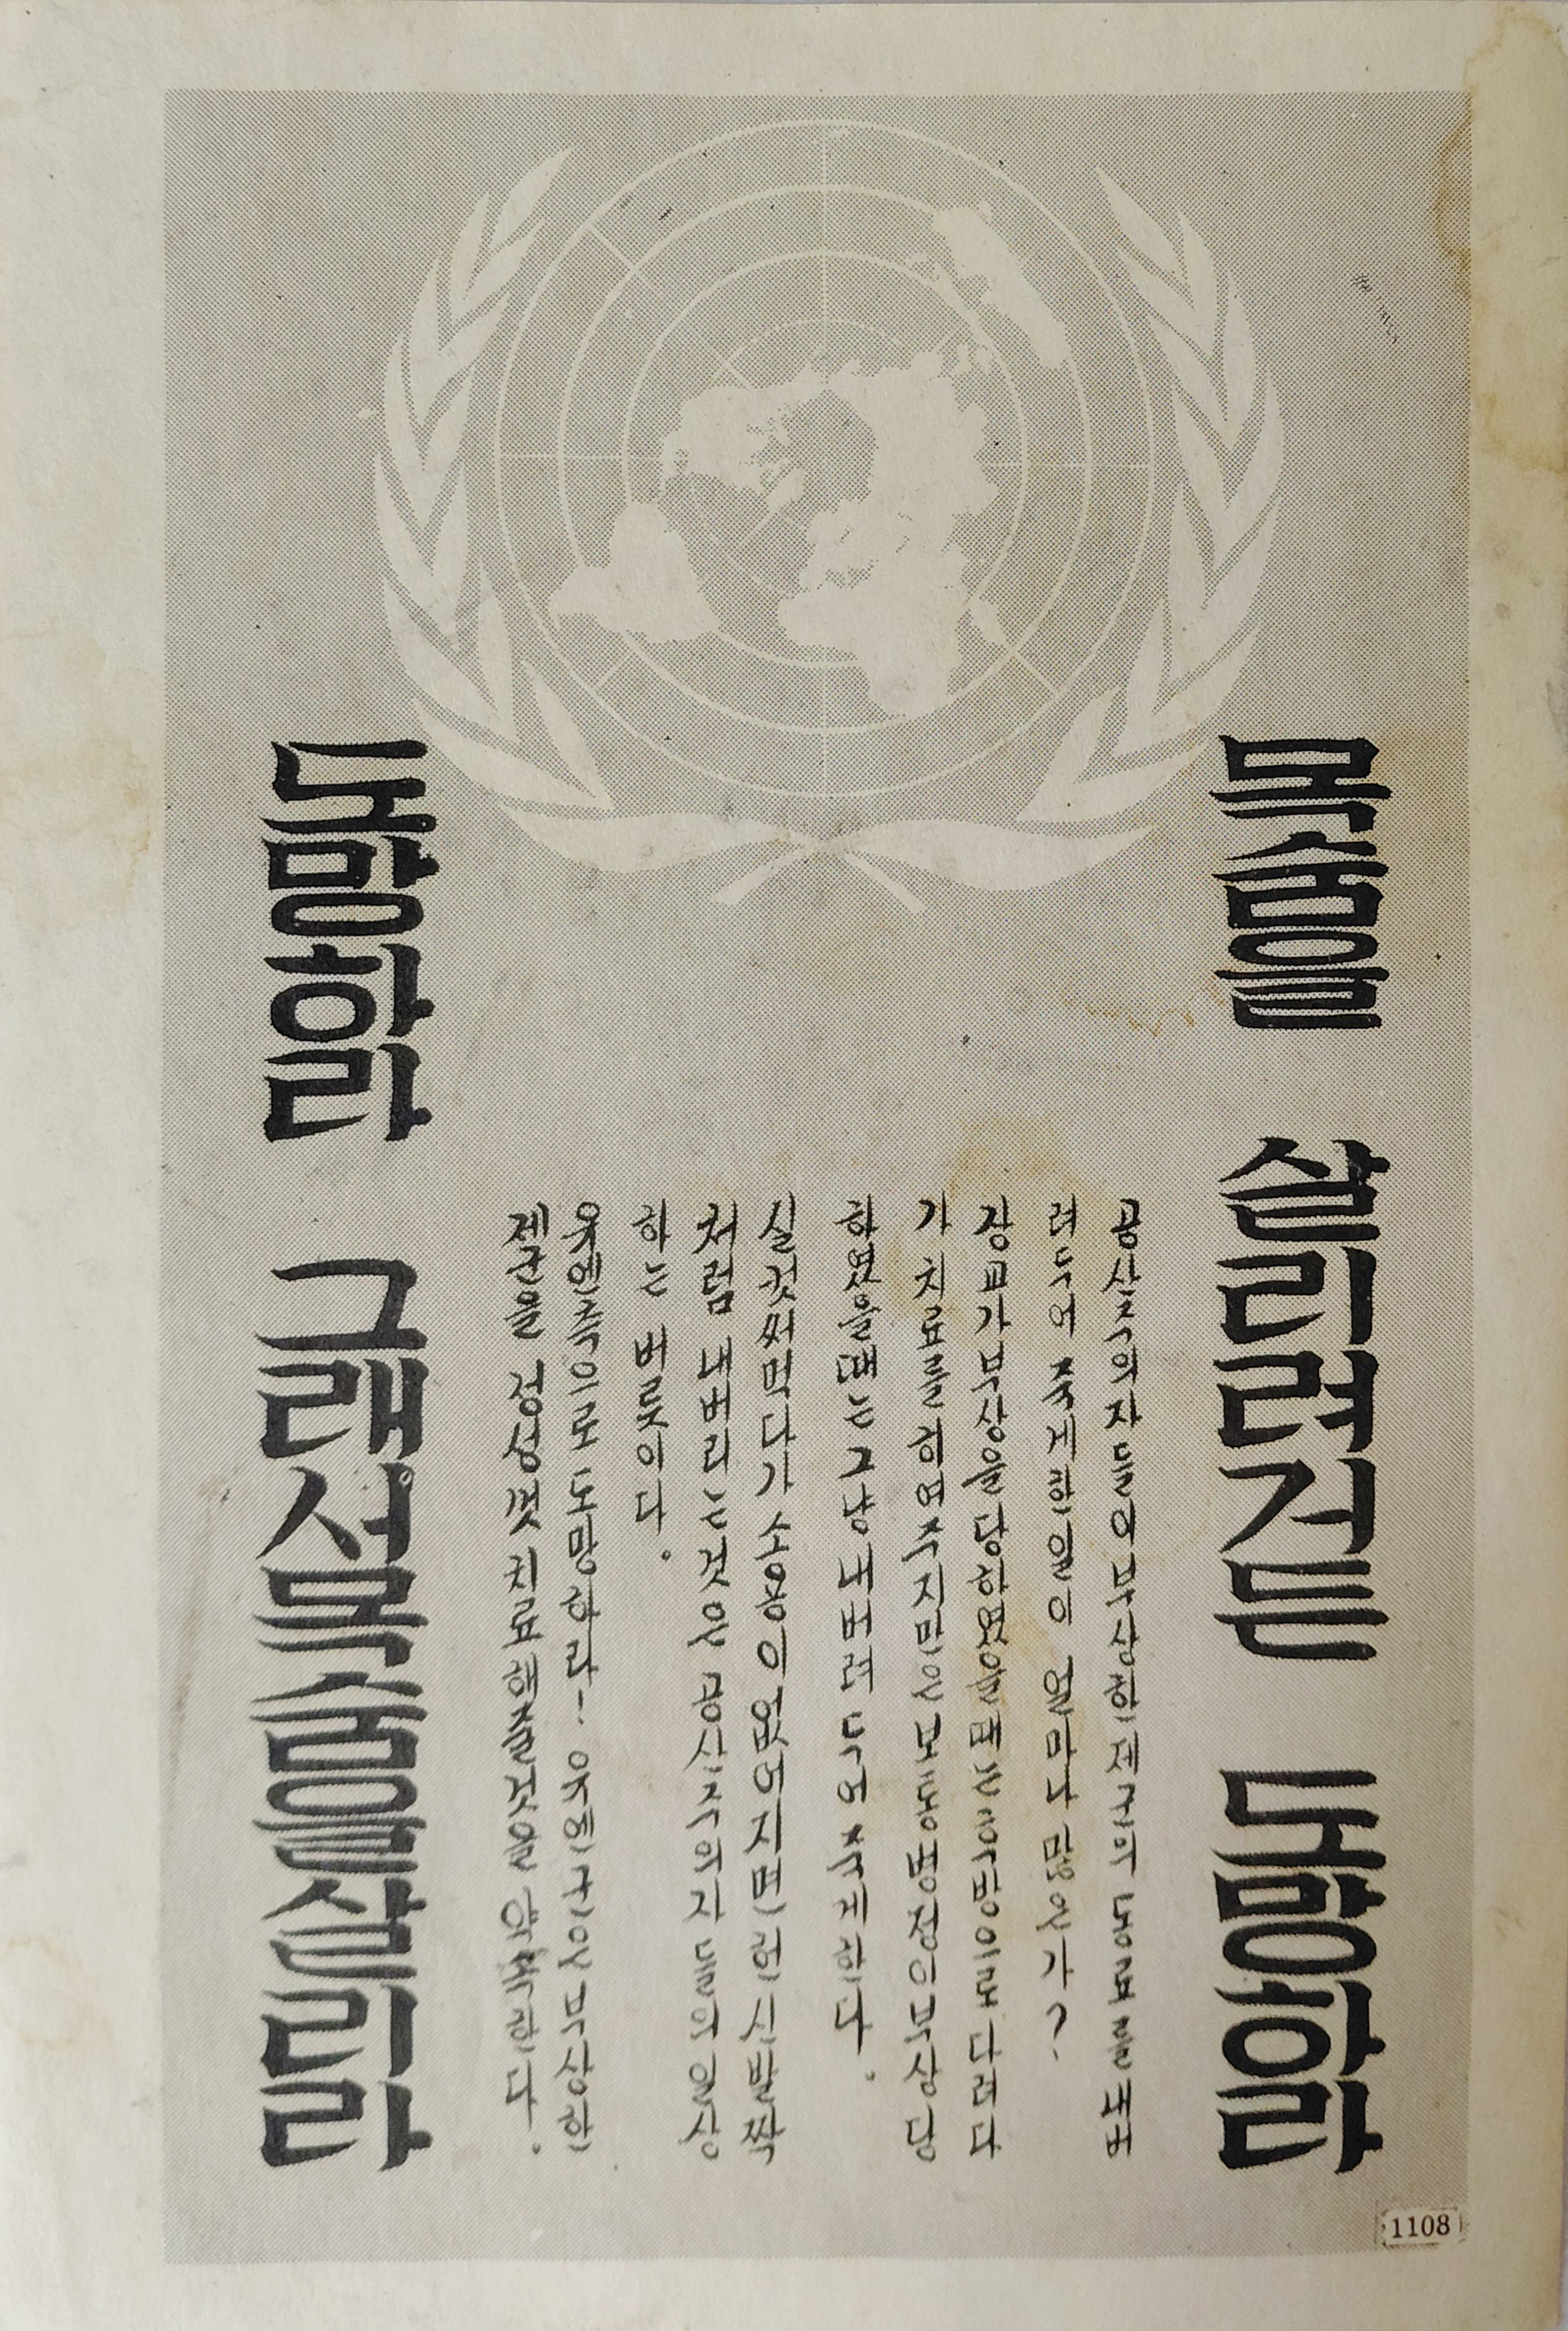 목숨을 살리려거든 도망하라
공산주의자들이 부상한 제군의 동료를 내버
려두어 죽게한 일이 얼마나 많은가?
장교가 부상을 당하였을때는 후방으로 다려다
가 치료를 하여주지만은 보통병정이 부상당
하였을때는 그냥 내버려 두어 죽게한다.
실컷써먹다가 소용이 없어지면 헌신발짝
처럼 내버리는것은 공산주의자들의 일상
하는 버릇이다.
유엔측으로 도망하라! 유엔군은 부상한
제군을 정성껏 치료해줄것을 약속한다.
도망하라 그래서목숨을살리라
1108